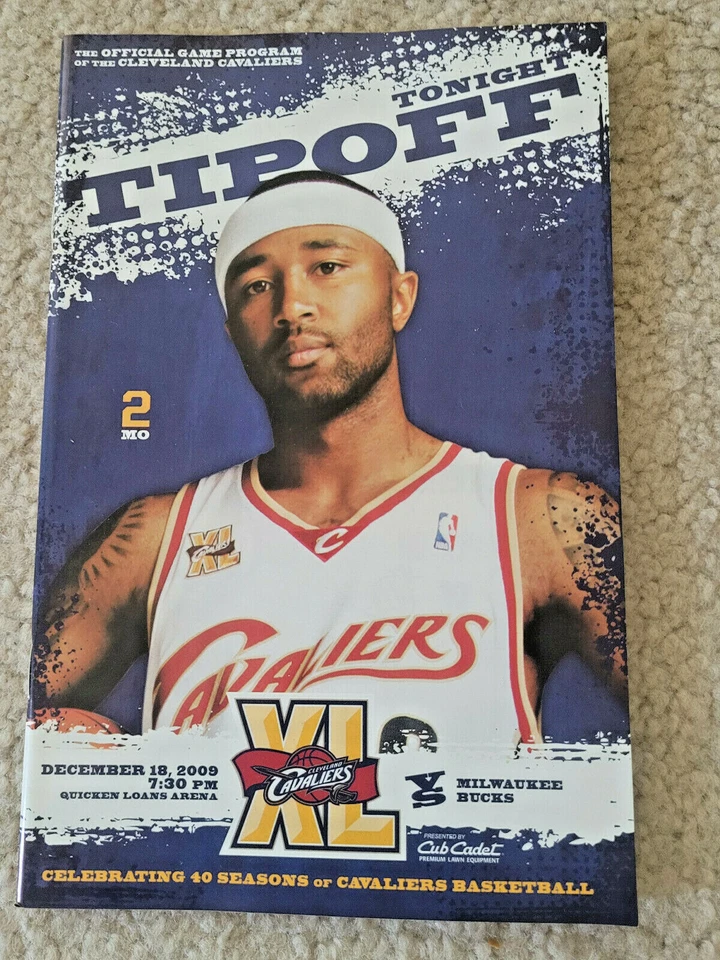 THE OFFICIAL GAME PROGRAM
OF THE CLEVELAND CAVALIERS
TONIGHT
TIPOFF
2
MO
C
XL
CAVALIERS
DECEMBER 18, 2009
7:30 PM
QUICKEN LOANS ARENA
XL
CLEVELAND
CAVALIERS
VS
MILWAUKEE
BUCKS
PRESENTED BY
Cub Cadet
PREMIUM LAWN EQUIPMENT
CELEBRATING 40 SEASONS OF CAVALIERS BASKETBALL